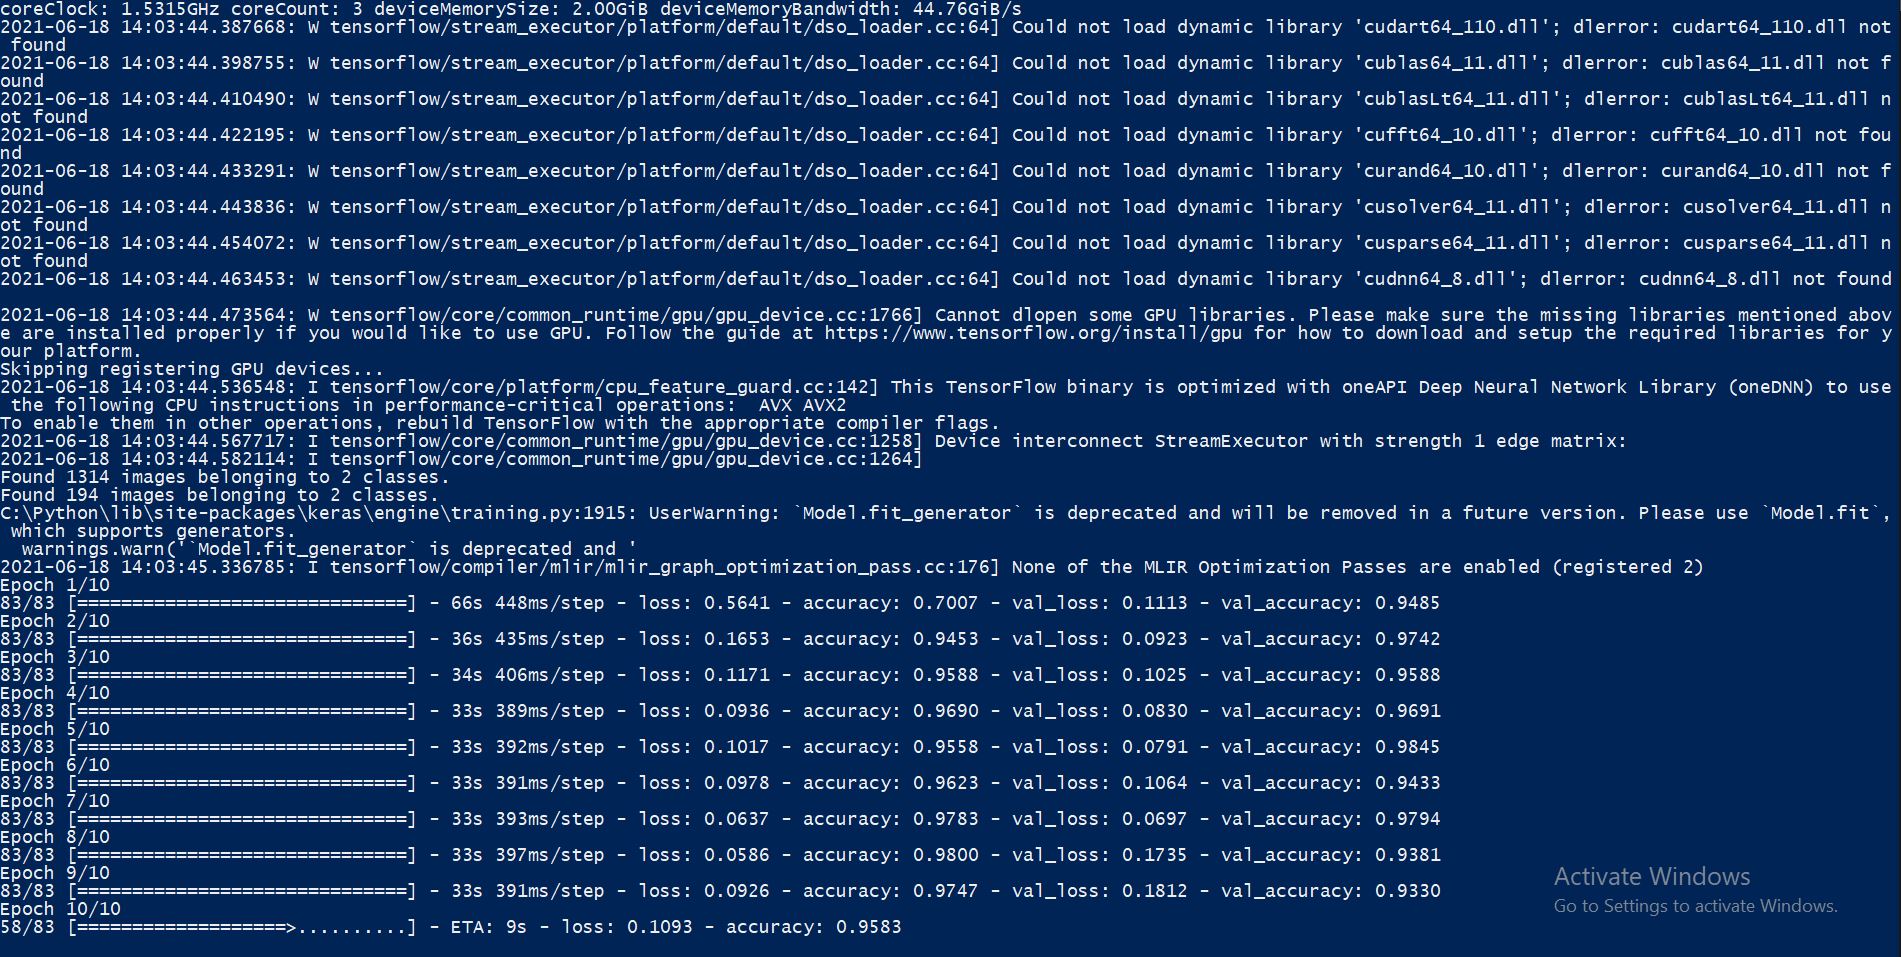 coreClock: 1.5315GHz coreCount: 3 deviceMemorySize: 2.00GiB deviceMemoryBandwidth: 44.76GiB/s
2021-06-18 14:03:44.387668: W tensorflow/stream_executor/platform/default/dso_loader.cc:64] Could not load dynamic library 'cudart64_110.dll'; dlerror: cudart64_110.dll not
found
2021-06-18 14:03:44.398755: W tensorflow/stream_executor/platform/default/dso_loader.cc:64] Could not load dynamic library 'cublas64_11.dll'; dlerror: cublas64_11.dll not f
ound
2021-06-18 14:03:44.410490: W tensorflow/stream_executor/platform/default/dso_loader.cc:64] Could not load dynamic library 'cublasLt64_11.dll'; dlerror: cublasLt64_11.dll n
ot found
2021-06-18 14:03:44.422195: W tensorflow/stream_executor/platform/default/dso_loader.cc:64] Could not load dynamic library 'cufft64_10.dll'; dlerror: cufft64_10.dll not fou
nd
2021-06-18 14:03:44.433291: W tensorflow/stream_executor/platform/default/dso_loader.cc:64] Could not load dynamic library 'curand64_10.dll'; dlerror: curand64_10.dll not f
ound
2021-06-18 14:03:44.443836: W tensorflow/stream_executor/platform/default/dso_loader.cc:64] Could not load dynamic library 'cusolver64_11.dll'; dlerror: cusolver64_11.dll n
ot found
2021-06-18 14:03:44.454072: W tensorflow/stream_executor/platform/default/dso_loader.cc:64] Could not load dynamic library 'cusparse64_11.dll'; dlerror: cusparse64_11.dll n
ot found
2021-06-18 14:03:44.463453: W tensorflow/stream_executor/platform/default/dso_loader.cc:64] Could not load dynamic library 'cudnn64_8.dll'; dlerror: cudnn64_8.dll not found
2021-06-18 14:03:44.473564: W tensorflow/core/common_runtime/gpu/gpu_device.cc:1766] Cannot dlopen some GPU libraries. Please make sure the missing libraries mentioned abov
e are installed properly if you would like to use GPU. Follow the guide at https://www.tensorflow.org/install/gpu for how to download and setup the required libraries for y
our platform.
Skipping registering GPU devices...
2021-06-18 14:03:44.536548: I tensorflow/core/platform/cpu_feature_guard.cc:142] This TensorFlow binary is optimized with oneAPI Deep Neural Network Library (oneDNN) to use
the following CPU instructions in performance-critical operations:  AVX AVX2
To enable them in other operations, rebuild TensorFlow with the appropriate compiler flags.
2021-06-18 14:03:44.567717: I tensorflow/core/common_runtime/gpu/gpu_device.cc:1258] Device interconnect StreamExecutor with strength 1 edge matrix:
2021-06-18 14:03:44.582114: I tensorflow/core/common_runtime/gpu/gpu_device.cc:1264]
Found 1314 images belonging to 2 classes.
Found 194 images belonging to 2 classes.
C:\Python\lib\site-packages\keras\engine\training.py:1915: UserWarning: `Model.fit_generator` is deprecated and will be removed in a future version. Please use `Model.fit`,
which supports generators.
warnings.warn('`Model.fit_generator` is deprecated and '
2021-06-18 14:03:45.336785: I tensorflow/compiler/mlir/mlir_graph_optimization_pass.cc:176] None of the MLIR Optimization Passes are enabled (registered 2)
Epoch 1/10
83/83 [==============================] - 66s 448ms/step - loss: 0.5641 - accuracy: 0.7007 - val_loss: 0.1113 - val_accuracy: 0.9485
Epoch 2/10
83/83 [==============================] - 36s 435ms/step - loss: 0.1653 - accuracy: 0.9453 - val_loss: 0.0923 - val_accuracy: 0.9742
Epoch 3/10
83/83 [==============================] - 34s 406ms/step - loss: 0.1171 - accuracy: 0.9588 - val_loss: 0.1025 - val_accuracy: 0.9588
Epoch 4/10
83/83 [==============================] - 33s 389ms/step - loss: 0.0936 - accuracy: 0.9690 - val_loss: 0.0830 - val_accuracy: 0.9691
Epoch 5/10
83/83 [==============================] - 33s 392ms/step - loss: 0.1017 - accuracy: 0.9558 - val_loss: 0.0791 - val_accuracy: 0.9845
Epoch 6/10
83/83 [==============================] - 33s 391ms/step - loss: 0.0978 - accuracy: 0.9623 - val_loss: 0.1064 - val_accuracy: 0.9433
Epoch 7/10
83/83 [==============================] - 33s 393ms/step - loss: 0.0637 - accuracy: 0.9783 - val_loss: 0.0697 - val_accuracy: 0.9794
Epoch 8/10
83/83 [==============================] - 33s 397ms/step - loss: 0.0586 - accuracy: 0.9800 - val_loss: 0.1735 - val_accuracy: 0.9381
Epoch 9/10
83/83 [==============================] - 33s 391ms/step - loss: 0.0926 - accuracy: 0.9747 - val_loss: 0.1812 - val_accuracy: 0.9330
Epoch 10/10
58/83 [===================>..........] - ETA: 9s - loss: 0.1093 - accuracy: 0.9583
Activate Windows
Go to Settings to activate Windows.